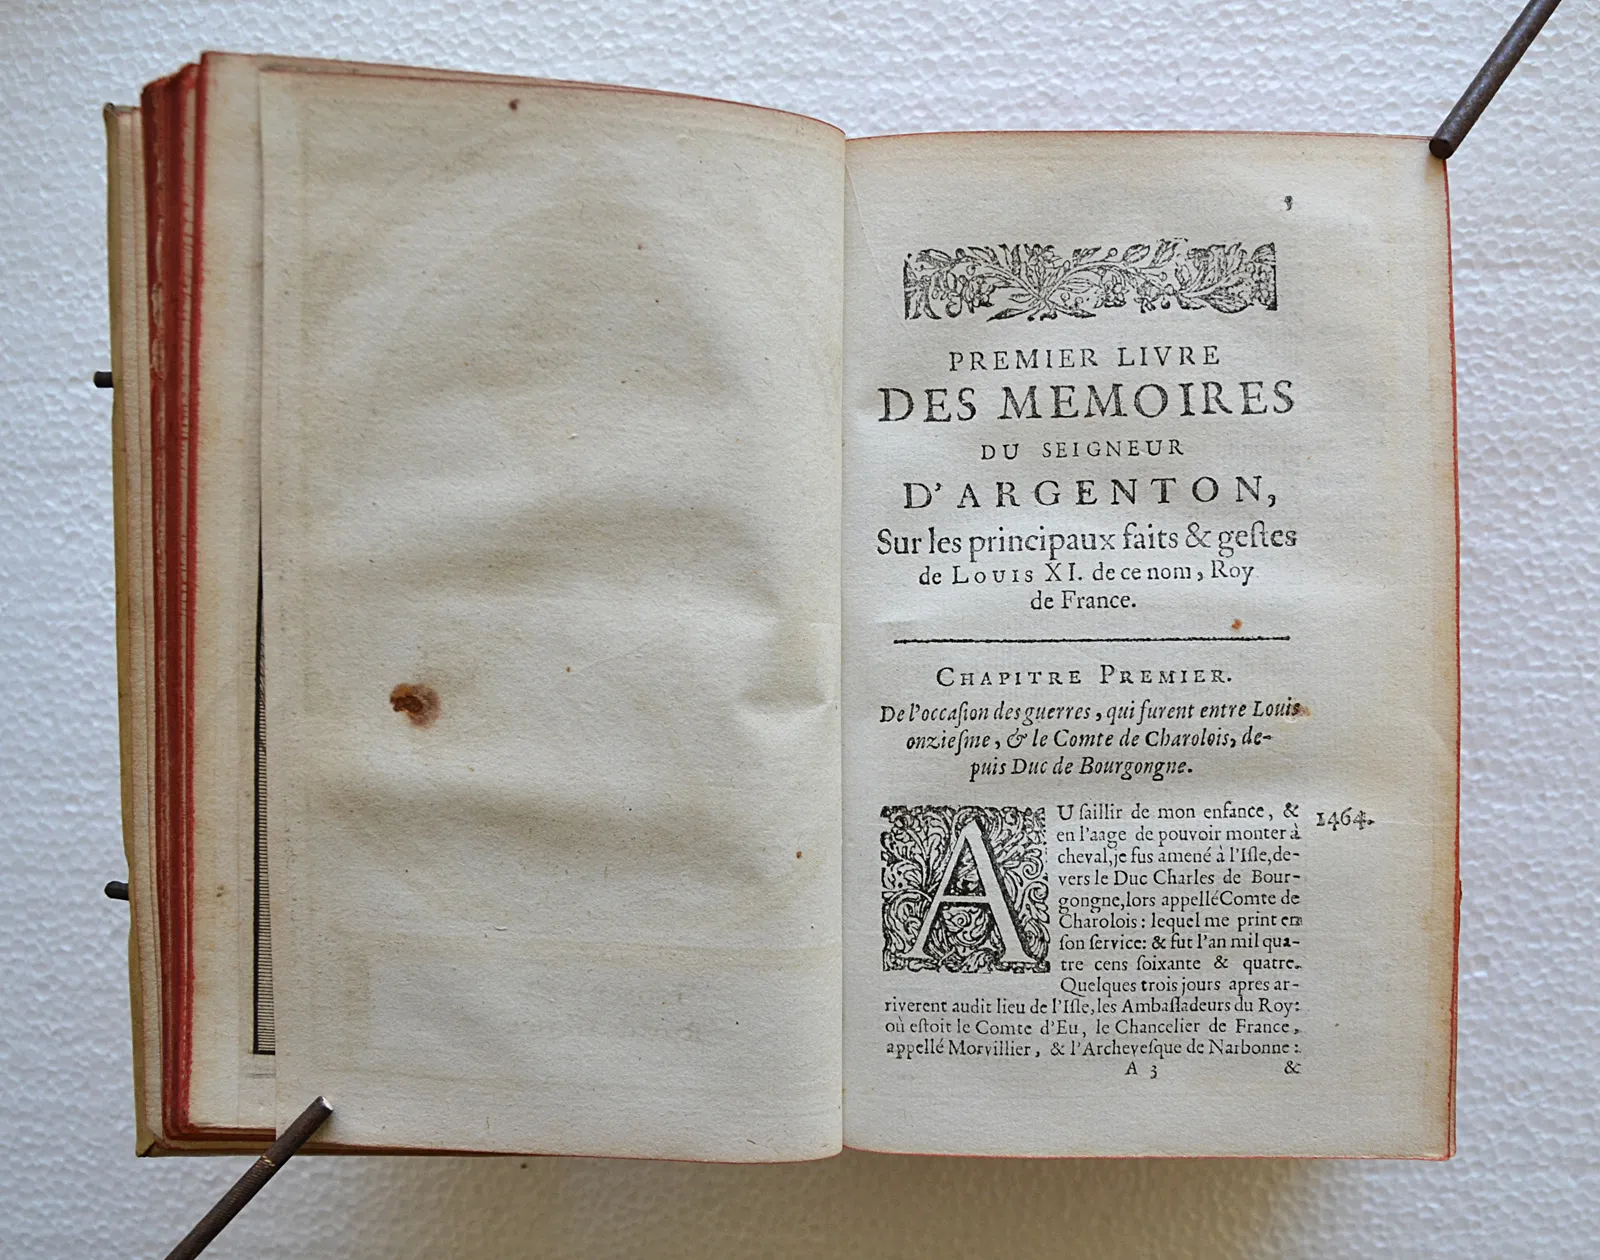 5
PREMIER LIVRE
DES MEMOIRES
DU SEIGNEUR
D'ARGENTON,
Sur les principaux faits & geſtes
de LOUIS XI. de ce nom, Roy
de France.
CHAPITRE PREMIER.
De l'occaſion des guerres, qui furent entre Louis
onzieſme, & le Comte de Charolois, de-
puis Duc de Bourgongne.
AU ſaillir de mon enfance, &
en l'aage de pouvoir monter à
cheval, je fus amené à l'Iſle, de-
vers le Duc Charles de Bour-
gongne, lors appellé Comte de
Charolois: lequel me print en
ſon ſervice: & fut l'an mil qua-
tre cens ſoixante & quatre.
1464.
Quelques trois jours apres ar-
riverent audit lieu de l'Iſle, les Ambaſſadeurs du Roy:
où eſtoit le Comte d'Eu, le Chancelier de France,
appellé Morvillier, & l'Archeveſque de Narbonne:
A 3 &